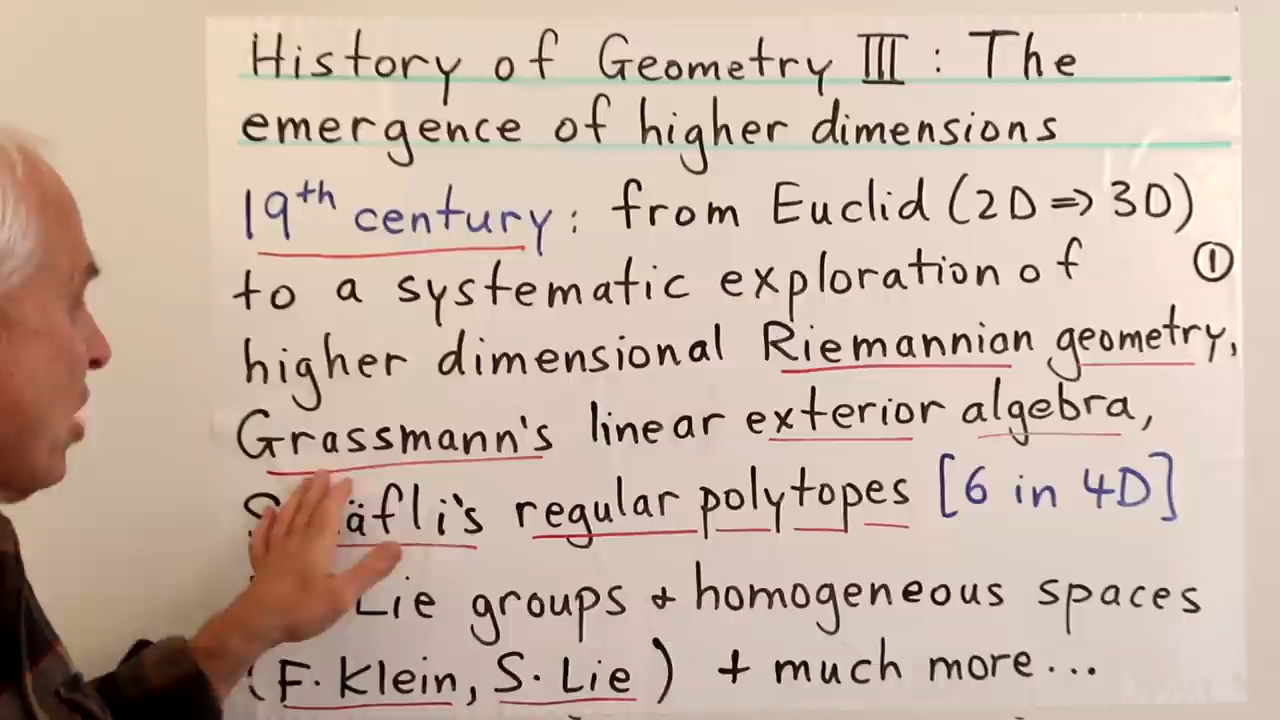 History of Geometry III : The
emergence of higher dimensions
19th century : from Euclid (2D ⇒ 3D)
to a systematic exploration of ①
higher dimensional Riemannian geometry,
Grassmann's linear exterior algebra,
regular polytopes [6 in 4D]
Lie groups + homogeneous spaces
(F. Klein, S. Lie) + much more...